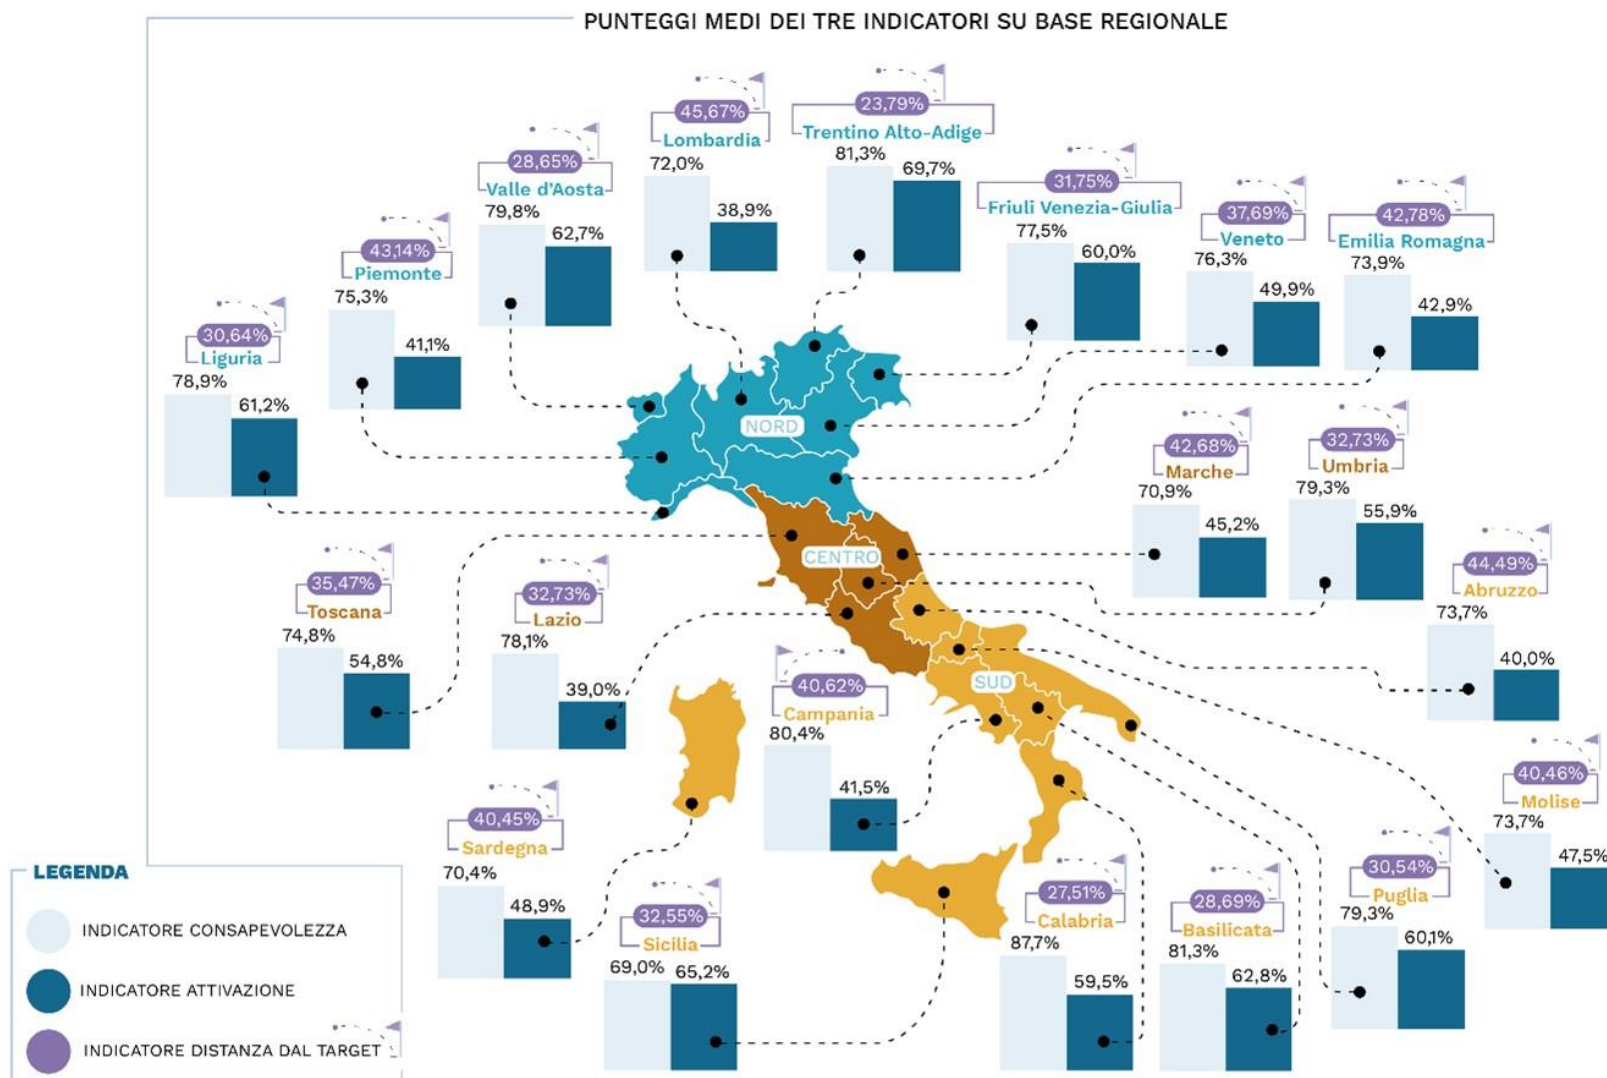 PUNTEGGI MEDI DEI TRE INDICATORI SU BASE REGIONALE
45,67%
Lombardia
72,0%
38,9%
23,79%
Trentino Alto-Adige
81,3%
69,7%
28,65%
Valle d'Aosta
79,8%
62,7%
31,75%
Friuli Venezia-Giulia
77,5%
60,0%
37,69%
Veneto
76,3%
49,9%
42,78%
Emilia Romagna
73,9%
42,9%
43,14%
Piemonte
75,3%
41,1%
30,64%
Liguria
78,9%
61,2%
NORD
CENTRO
SUD
42,68%
Marche
70,9%
45,2%
32,73%
Umbria
79,3%
55,9%
44,49%
Abruzzo
73,7%
40,0%
35,47%
Toscana
74,8%
54,8%
32,73%
Lazio
78,1%
39,0%
40,62%
Campania
80,4%
41,5%
40,46%
Molise
73,7%
47,5%
40,45%
Sardegna
70,4%
48,9%
32,55%
Sicilia
69,0%
65,2%
27,51%
Calabria
87,7%
59,5%
28,69%
Basilicata
81,3%
62,8%
30,54%
Puglia
79,3%
60,1%
LEGENDA
INDICATORE CONSAPEVOLEZZA
INDICATORE ATTIVAZIONE
INDICATORE DISTANZA DAL TARGET